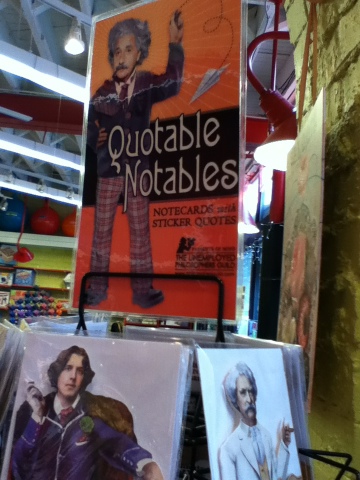 Quotable
Notables
NOTECARDS with
STICKER QUOTES
THE UNEMPLOYED
PHILOSOPHERS GUILD